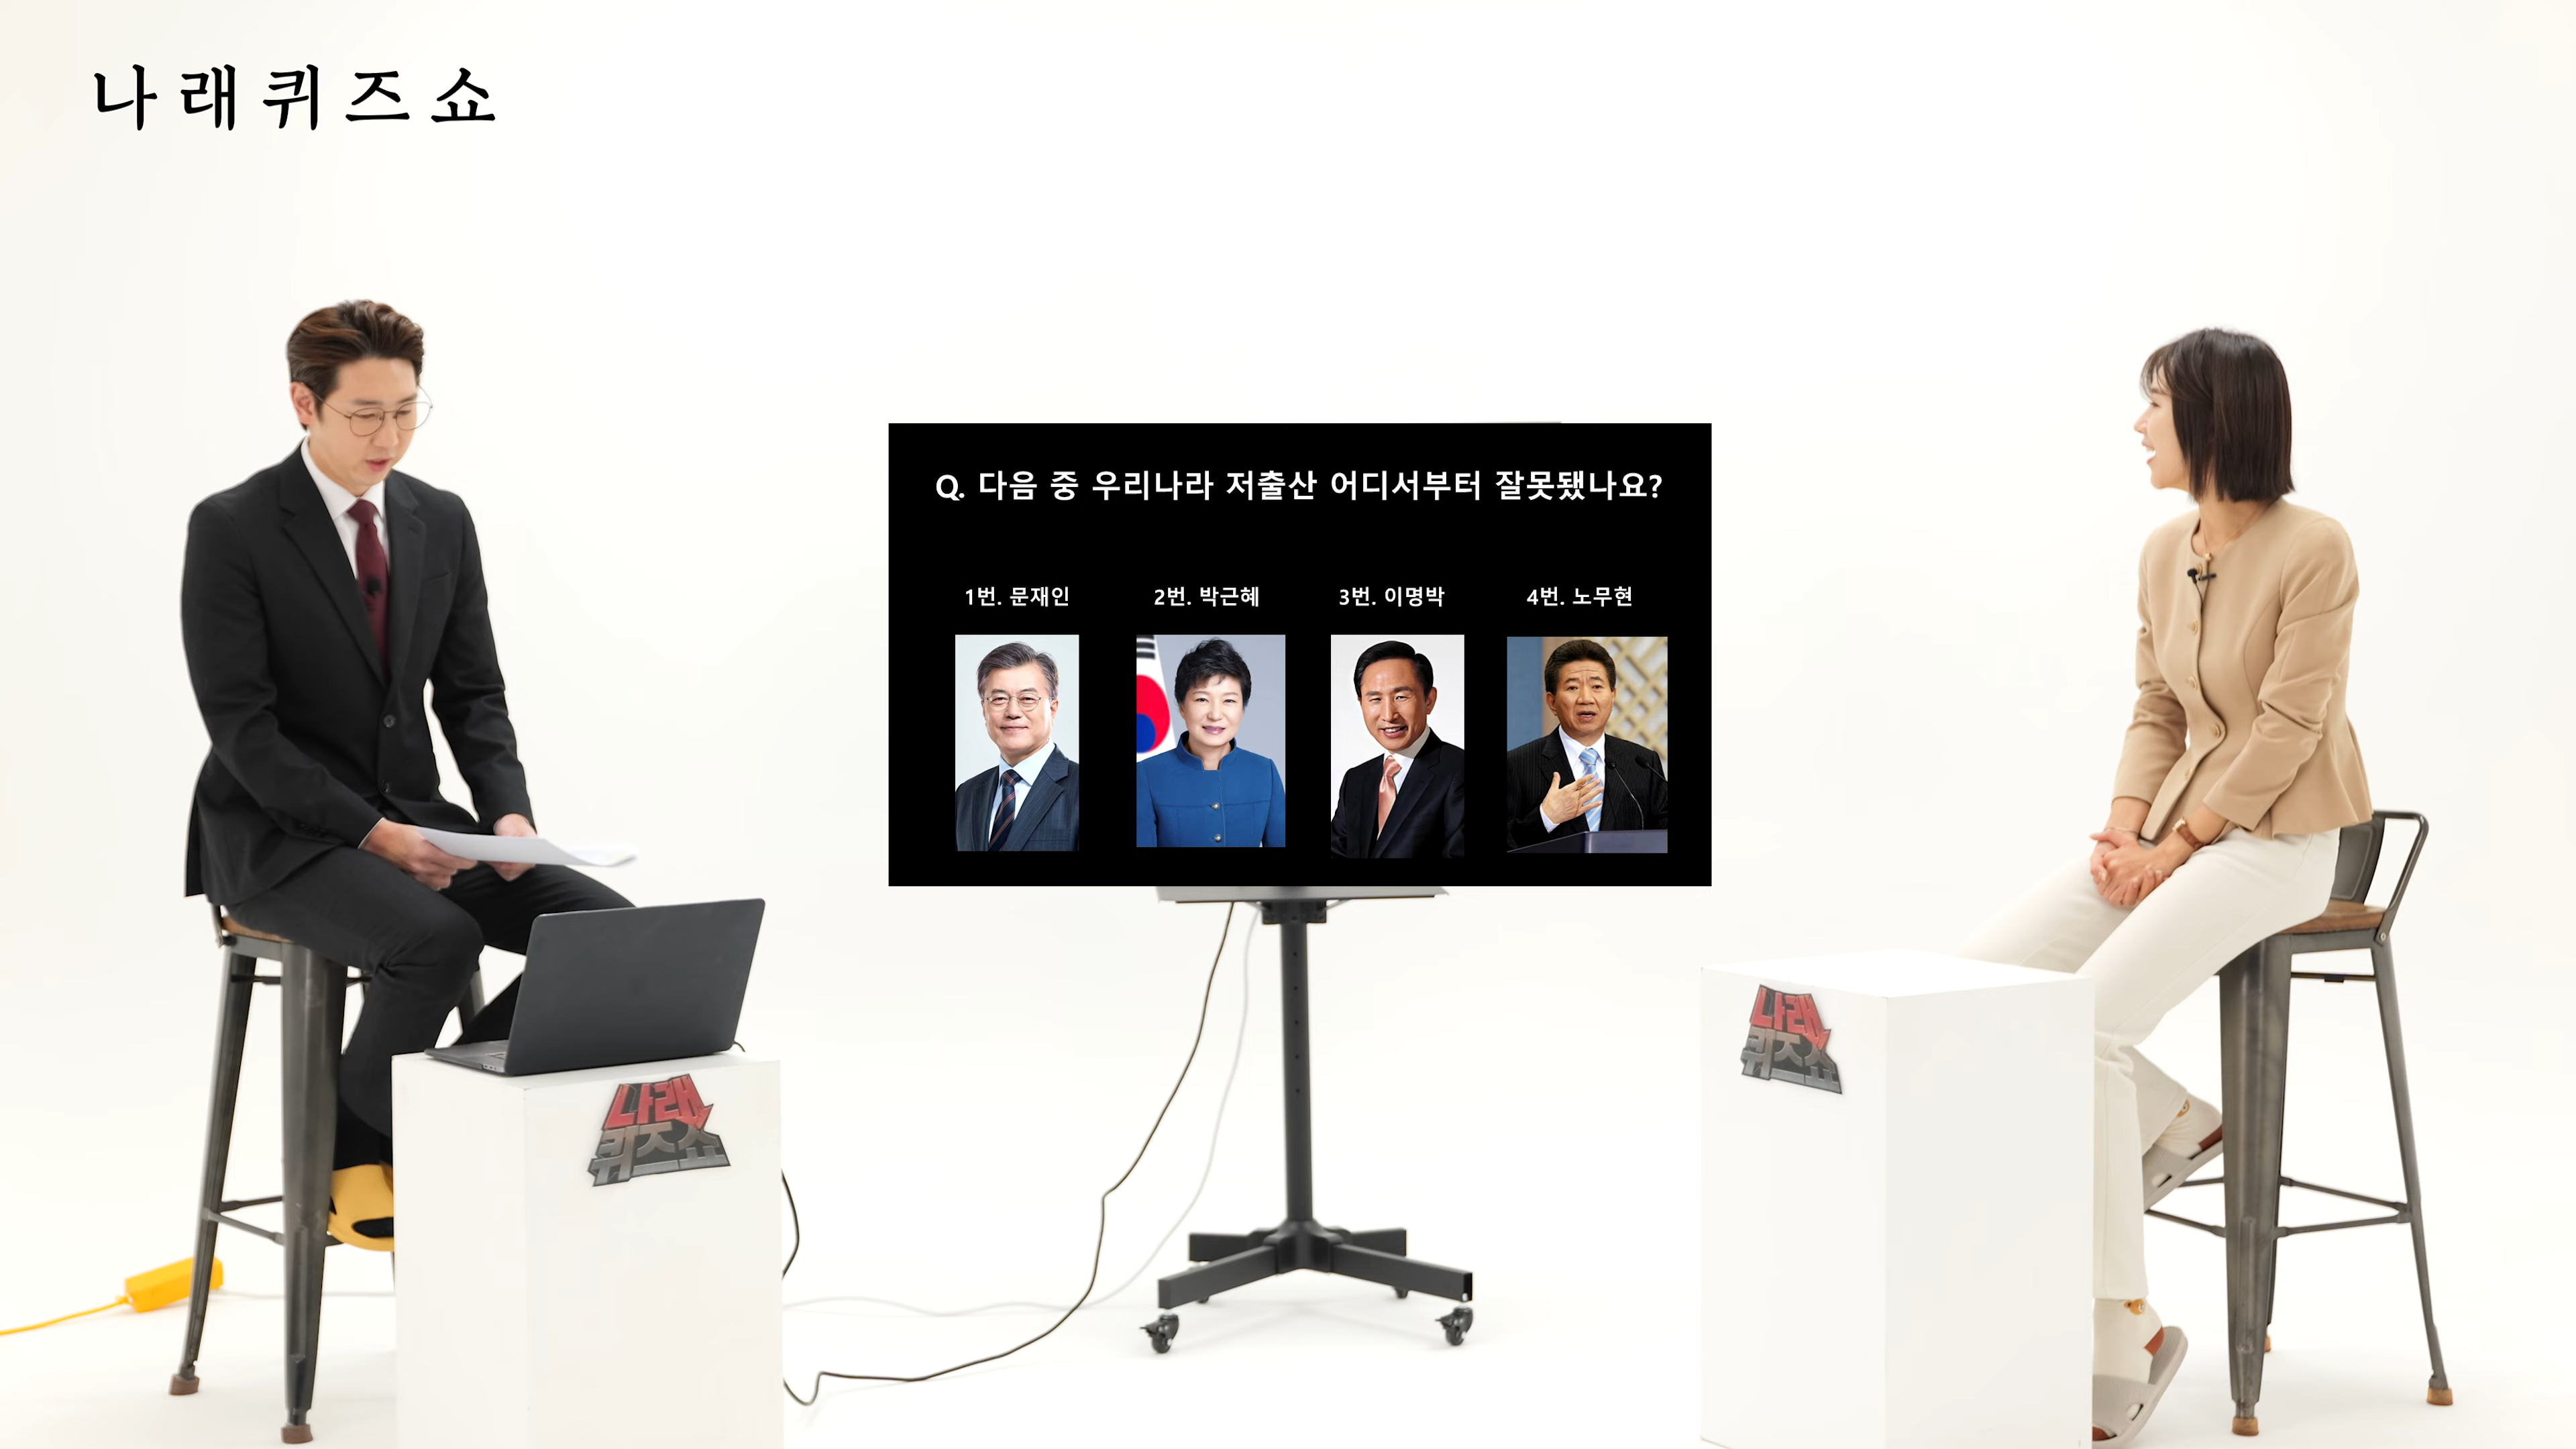 나래퀴즈쇼
Q. 다음 중 우리나라 저출산 어디서부터 잘못됐나요?
1번. 문재인
2번. 박근혜
3번. 이명박
4번. 노무현
나래
퀴즈쇼
나래
퀴즈쇼